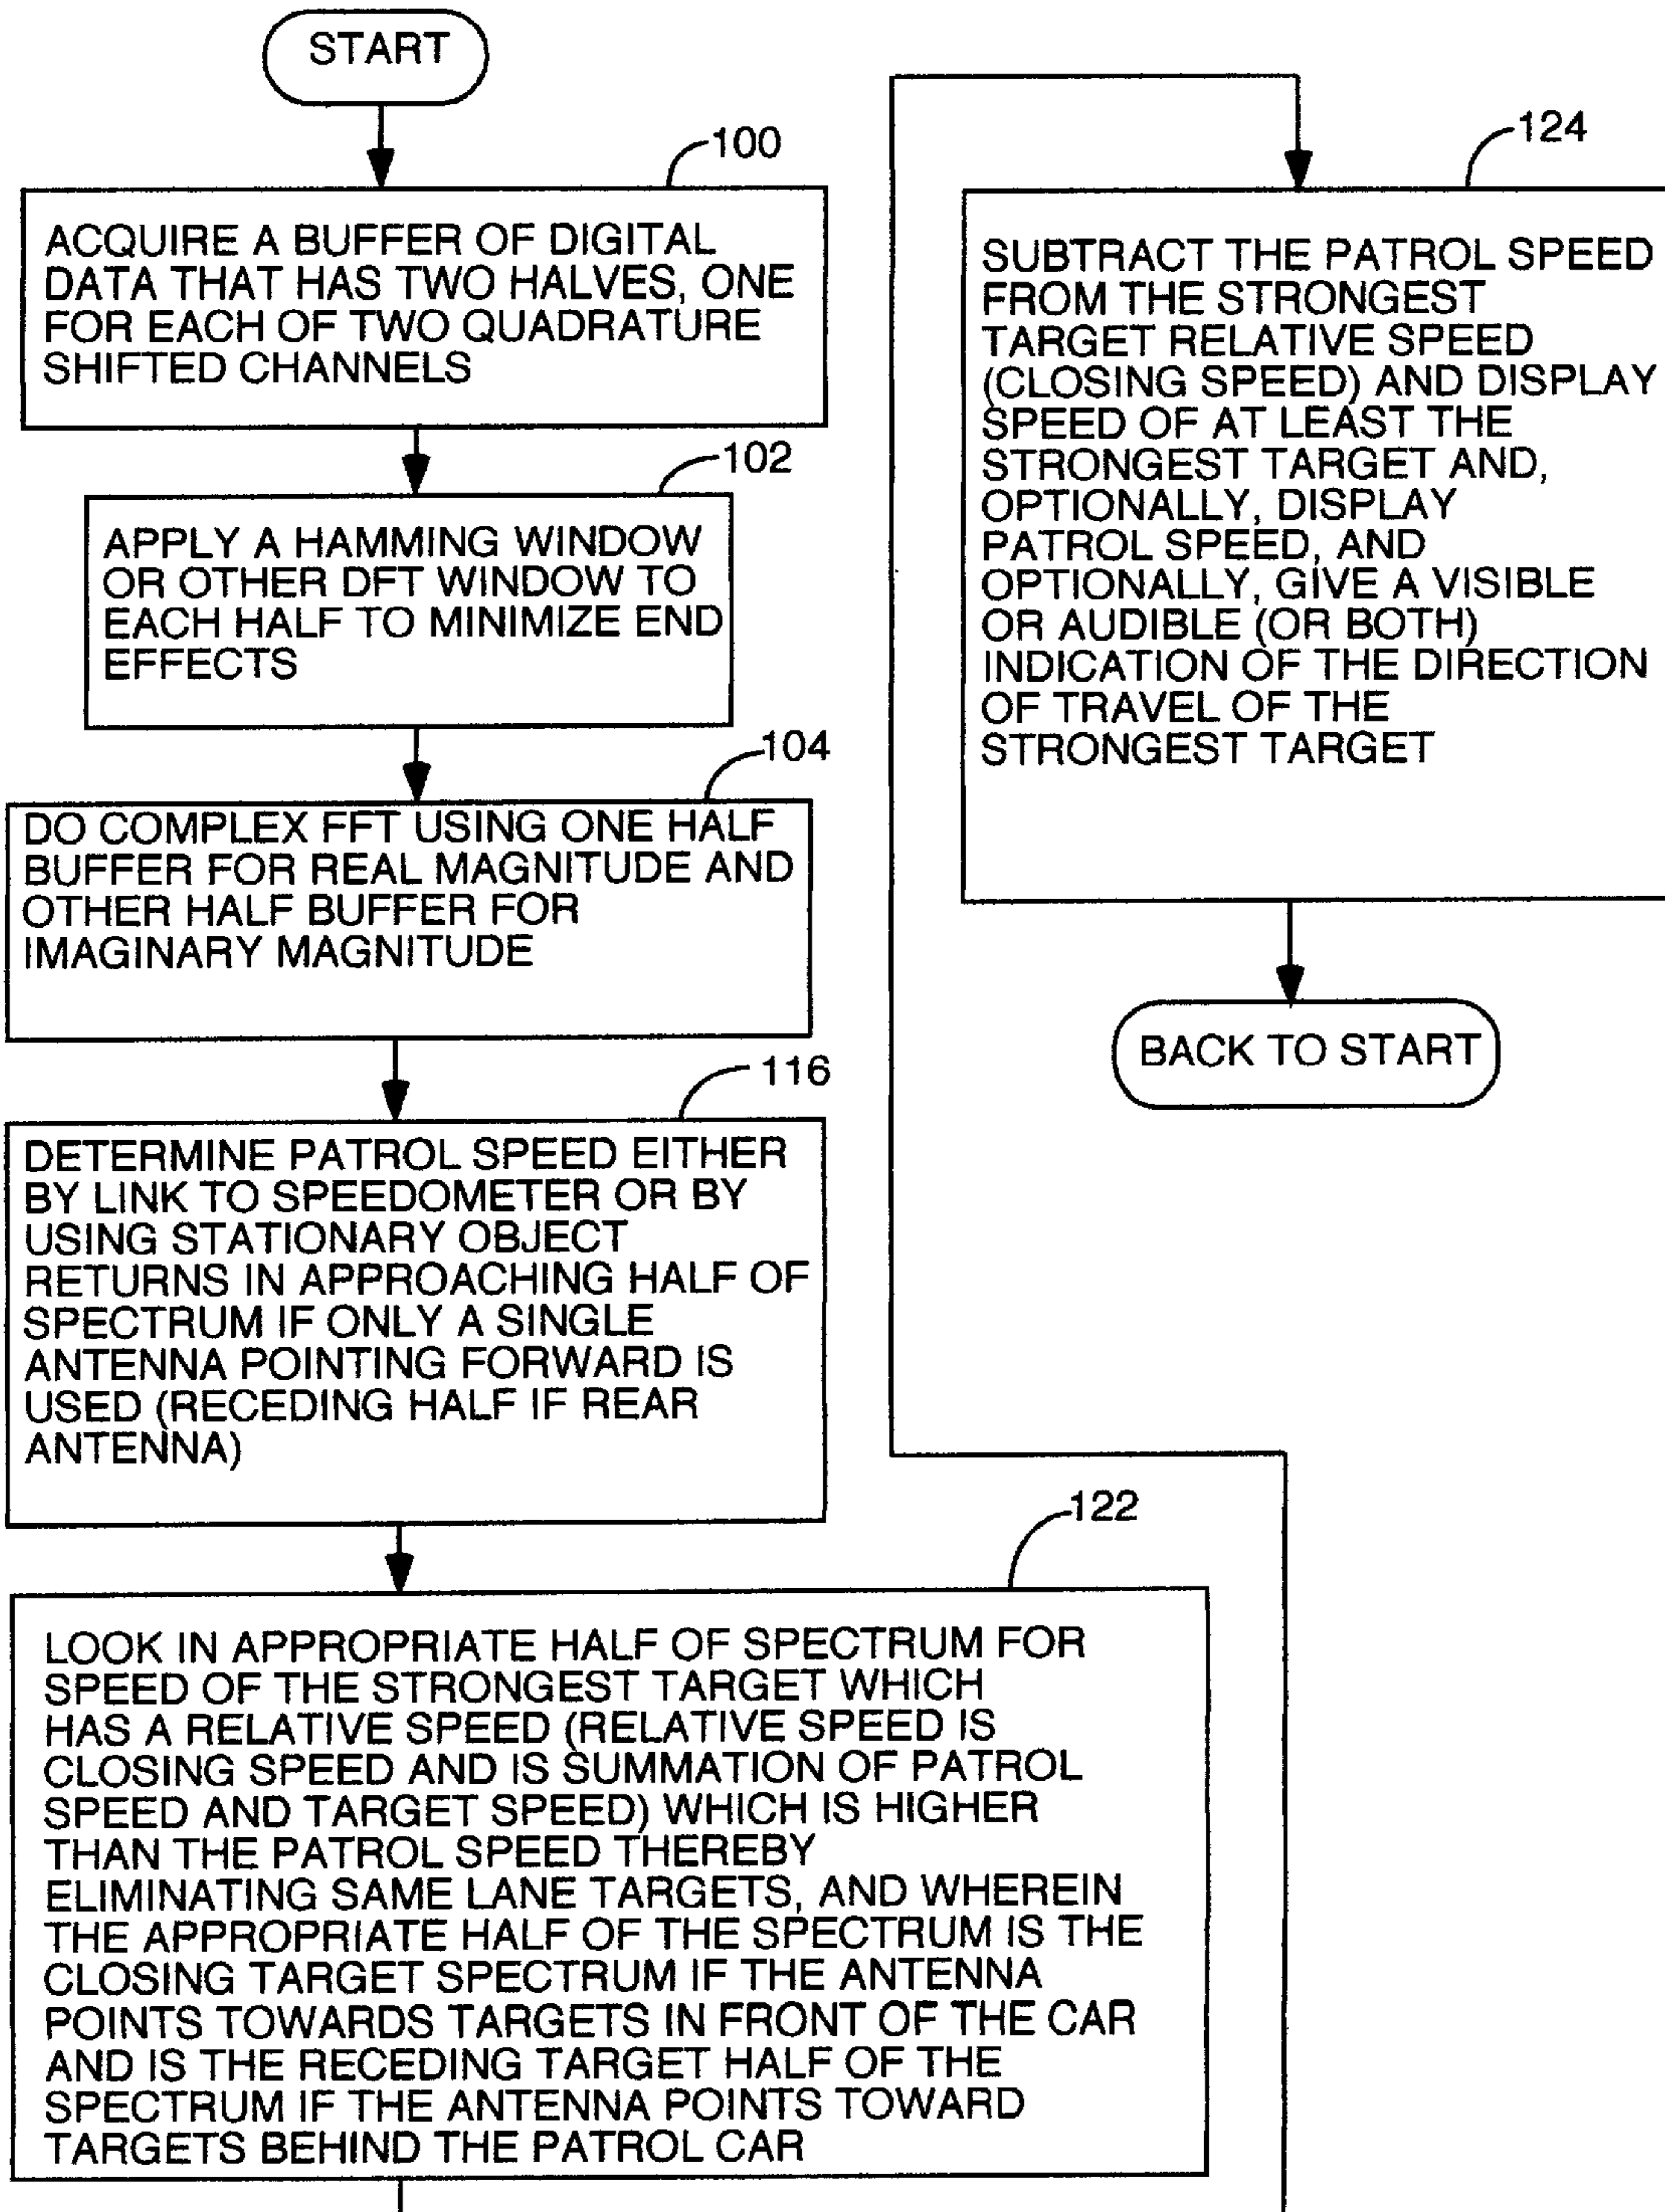 START
100
ACQUIRE A BUFFER OF DIGITAL
DATA THAT HAS TWO HALVES, ONE
FOR EACH OF TWO QUADRATURE
SHIFTED CHANNELS
102
APPLY A HAMMING WINDOW
OR OTHER DFT WINDOW TO
EACH HALF TO MINIMIZE END
EFFECTS
104
DO COMPLEX FFT USING ONE HALF
BUFFER FOR REAL MAGNITUDE AND
OTHER HALF BUFFER FOR
IMAGINARY MAGNITUDE
116
DETERMINE PATROL SPEED EITHER
BY LINK TO SPEEDOMETER OR BY
USING STATIONARY OBJECT
RETURNS IN APPROACHING HALF OF
SPECTRUM IF ONLY A SINGLE
ANTENNA POINTING FORWARD IS
USED (RECEDING HALF IF REAR
ANTENNA)
122
LOOK IN APPROPRIATE HALF OF SPECTRUM FOR
SPEED OF THE STRONGEST TARGET WHICH
HAS A RELATIVE SPEED (RELATIVE SPEED IS
CLOSING SPEED AND IS SUMMATION OF PATROL
SPEED AND TARGET SPEED) WHICH IS HIGHER
THAN THE PATROL SPEED THEREBY
ELIMINATING SAME LANE TARGETS, AND WHEREIN
THE APPROPRIATE HALF OF THE SPECTRUM IS THE
CLOSING TARGET SPECTRUM IF THE ANTENNA
POINTS TOWARDS TARGETS IN FRONT OF THE CAR
AND IS THE RECEDING TARGET HALF OF THE
SPECTRUM IF THE ANTENNA POINTS TOWARD
TARGETS BEHIND THE PATROL CAR
124
SUBTRACT THE PATROL SPEED
FROM THE STRONGEST
TARGET RELATIVE SPEED
(CLOSING SPEED) AND DISPLAY
SPEED OF AT LEAST THE
STRONGEST TARGET AND,
OPTIONALLY, DISPLAY
PATROL SPEED, AND
OPTIONALLY, GIVE A VISIBLE
OR AUDIBLE (OR BOTH)
INDICATION OF THE DIRECTION
OF TRAVEL OF THE
STRONGEST TARGET
BACK TO START